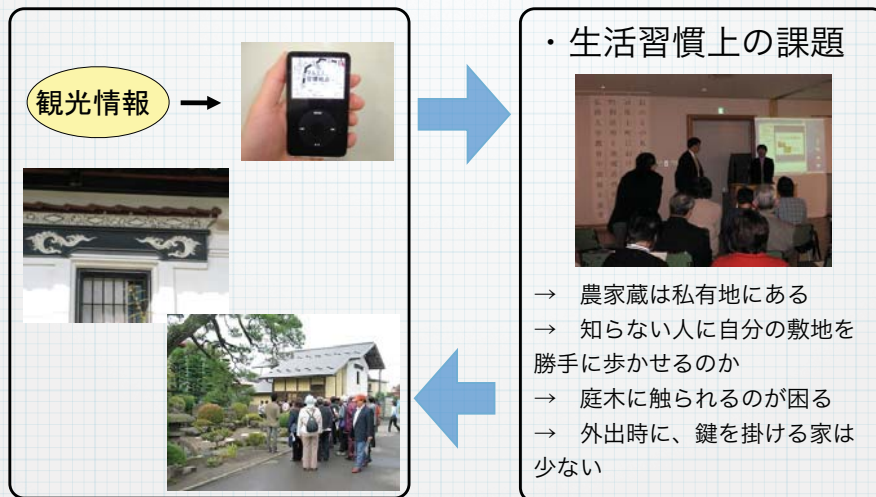 観光情報 →
・生活習慣上の課題
→　農家蔵は私有地にある
→　知らない人に自分の敷地を
勝手に歩かせるのか
→　庭木に触られるのが困る
→　外出時に、鍵を掛ける家は
少ない